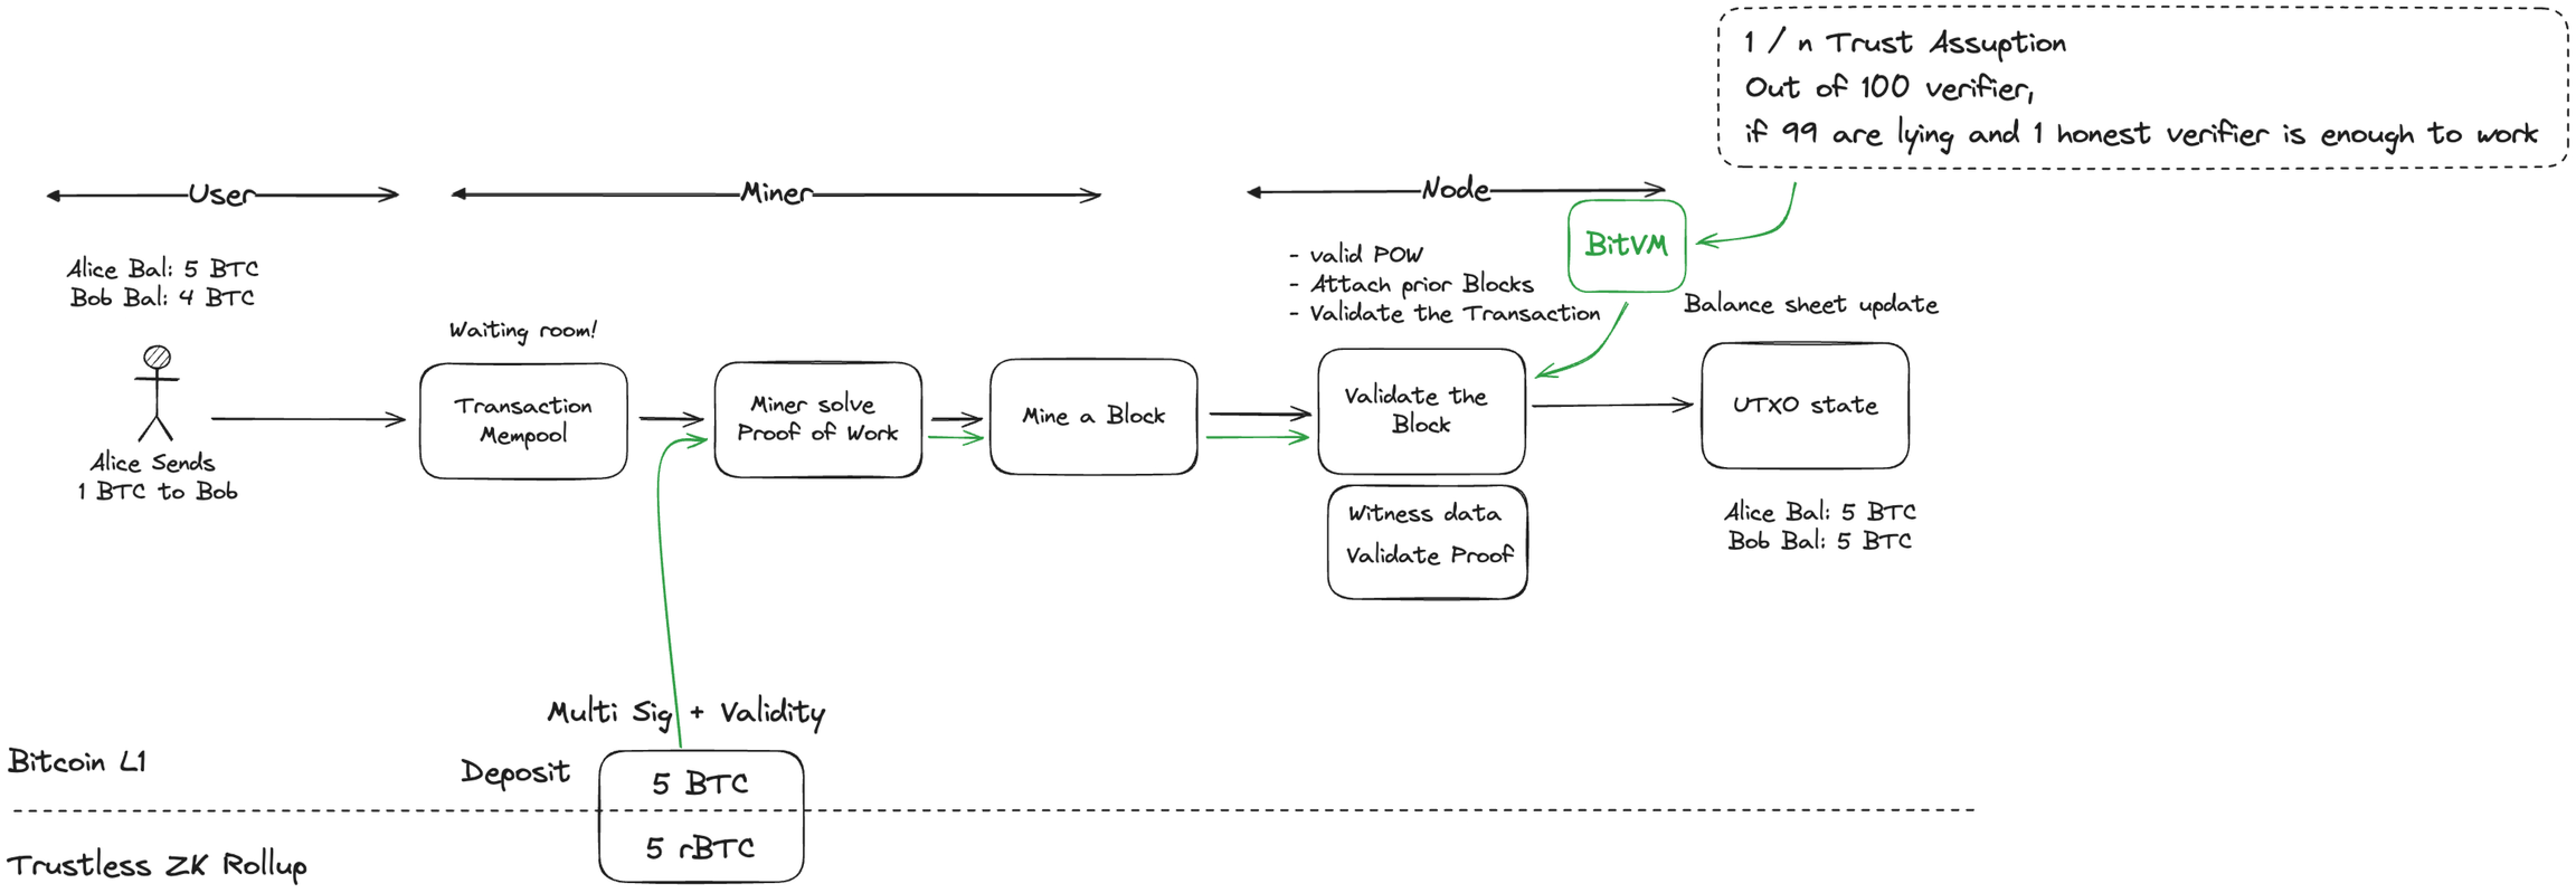 1 / n Trust Assuption
Out of 100 verifier,
if 99 are lying and 1 honest verifier is enough to work
User
Miner
Node
Alice Bal: 5 BTC
Bob Bal: 4 BTC
Alice Sends
1 BTC to Bob
Waiting room!
Transaction
Mempool
Miner solve
Proof of Work
Mine a Block
- valid POW
- Attach prior Blocks
- Validate the Transaction
BitVM
Validate the
Block
Witness data
Validate Proof
Balance sheet update
UTXO state
Alice Bal: 5 BTC
Bob Bal: 5 BTC
Multi Sig + Validity
Bitcoin L1
Deposit
5 BTC
5 rBTC
Trustless ZK Rollup